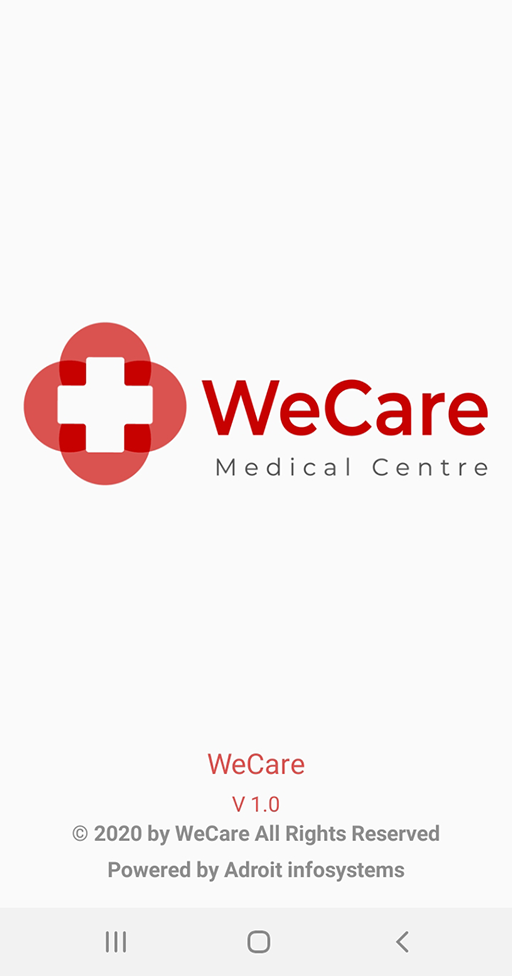 WeCare
Medical Centre
WeCare
V 1.0
© 2020 by WeCare All Rights Reserved
Powered by Adroit infosystems